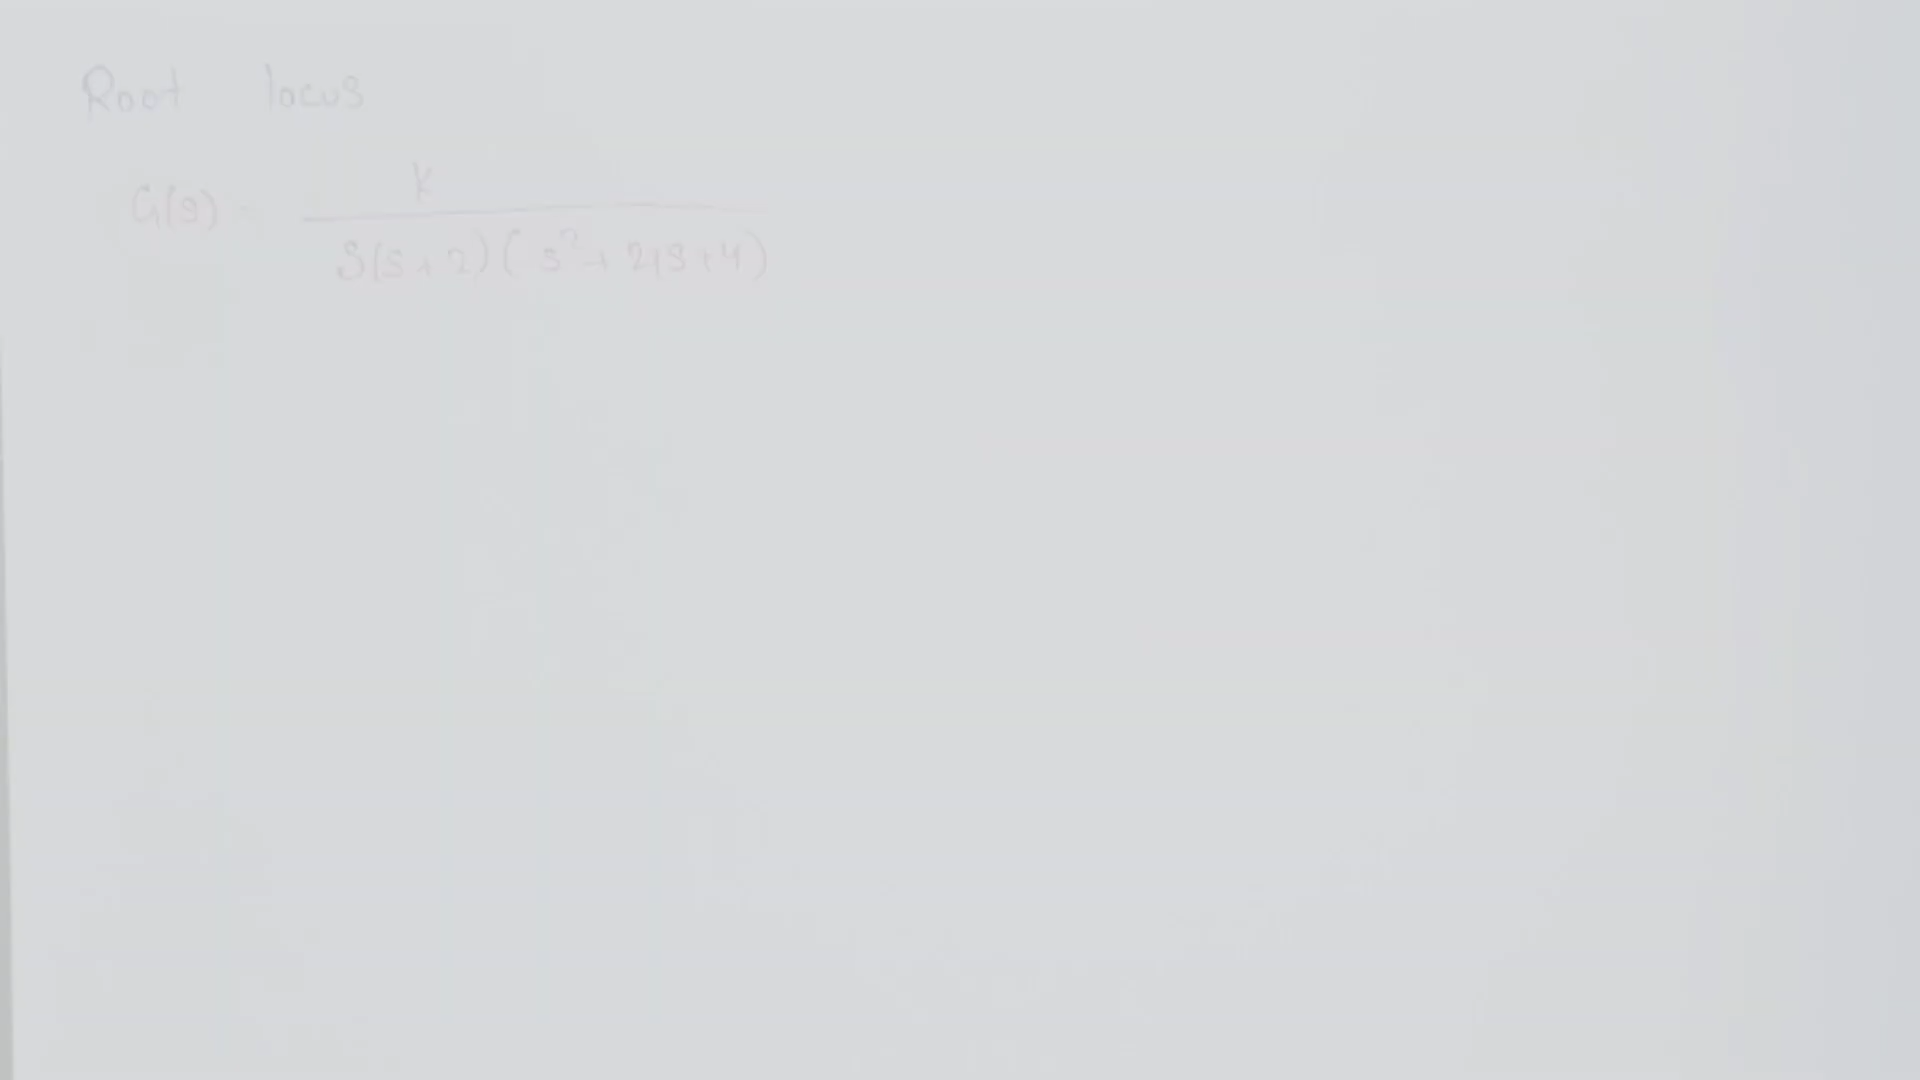 Root locus
G(s) = K
S(s+2)(s²+2s+4)